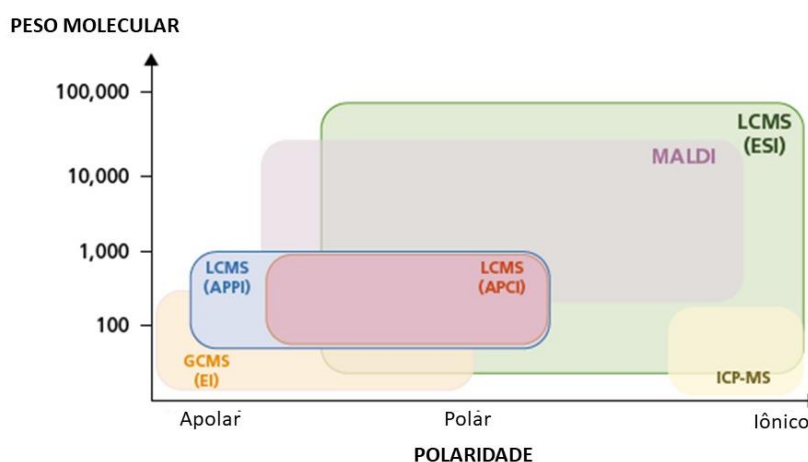 PESO MOLECULAR
100,000
LCMS
(ESI)
MALDI
10,000
1,000
LCMS
(APPI)
LCMS
(APCI)
100
GCMS
(EI)
ICP-MS
Apolar
Polar
Iônico
POLARIDADE